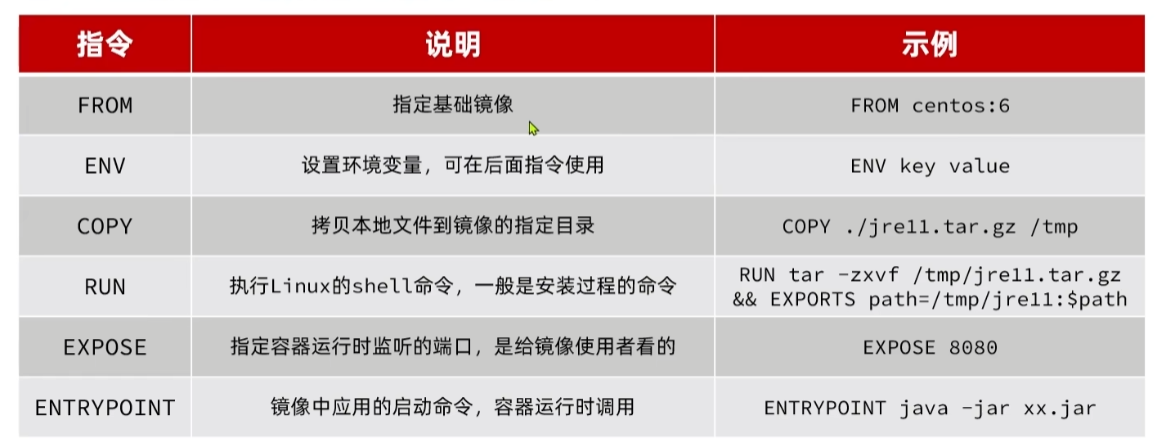 指令 说明 示例
FROM 指定基础镜像 FROM centos:6
ENV 设置环境变量，可在后面指令使用 ENV key value
COPY 拷贝本地文件到镜像的指定目录 COPY ./jre11.tar.gz /tmp
RUN 执行Linux的shell命令，一般是安装过程的命令 RUN tar -zxvf /tmp/jre11.tar.gz
&& EXPORTS path=/tmp/jre11:$path
EXPOSE 指定容器运行时监听的端口，是给镜像使用者看的 EXPOSE 8080
ENTRYPOINT 镜像中应用的启动命令，容器运行时调用 ENTRYPOINT java -jar xx.jar